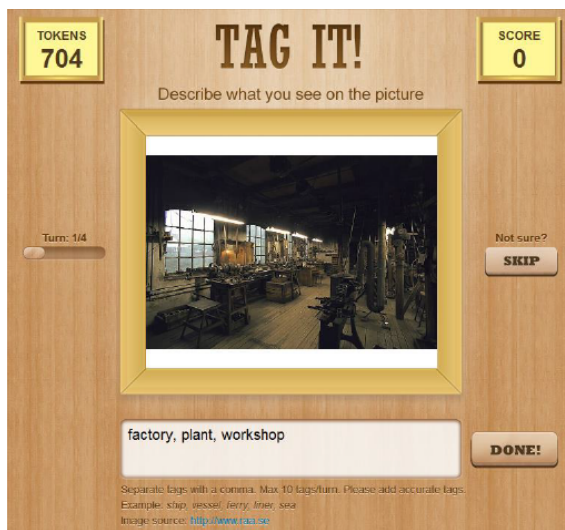 TOKENS
704
TAG IT!
SCORE
0
Describe what you see on the picture
Turn: 1/4
Not sure?
SKIP
factory, plant, workshop
DONE!
Separate tags with a comma. Max 10 tags/turn. Please add accurate tags.
Example: ship, vessel, ferry, liner, sea
Image source: http://www.raa.se